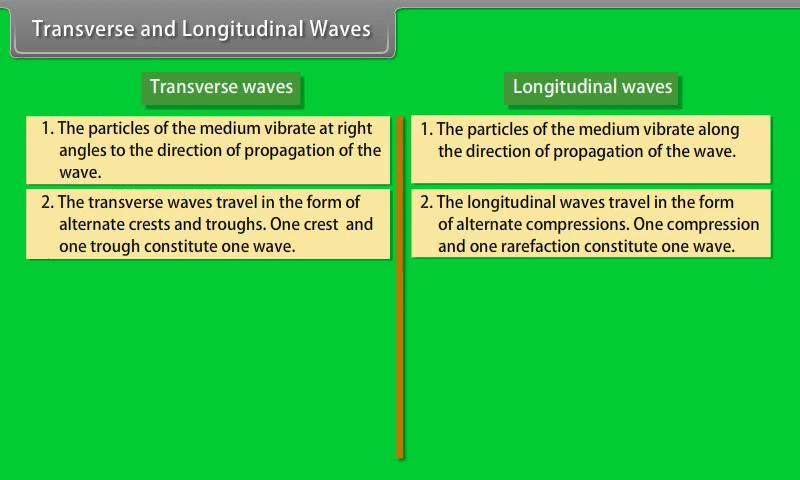 Transverse and Longitudinal Waves
Transverse waves
1. The particles of the medium vibrate at right
angles to the direction of propagation of the
wave.
2. The transverse waves travel in the form of
alternate crests and troughs. One crest and
one trough constitute one wave.
Longitudinal waves
1. The particles of the medium vibrate along
the direction of propagation of the wave.
2. The longitudinal waves travel in the form
of alternate compressions. One compression
and one rarefaction constitute one wave.